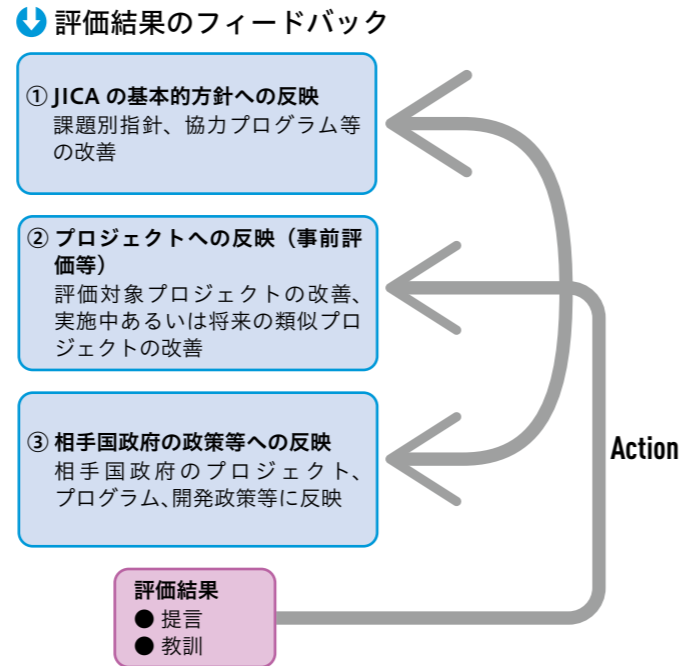 評価結果のフィードバック
① JICA の基本的方針への反映
課題別指針、協力プログラム等
の改善
② プロジェクトへの反映（事前評
価等）
評価対象プロジェクトの改善、
実施中あるいは将来の類似プロ
ジェクトの改善
③ 相手国政府の政策等への反映
相手国政府のプロジェクト、
プログラム、開発政策等に反映
Action
評価結果
● 提言
● 教訓